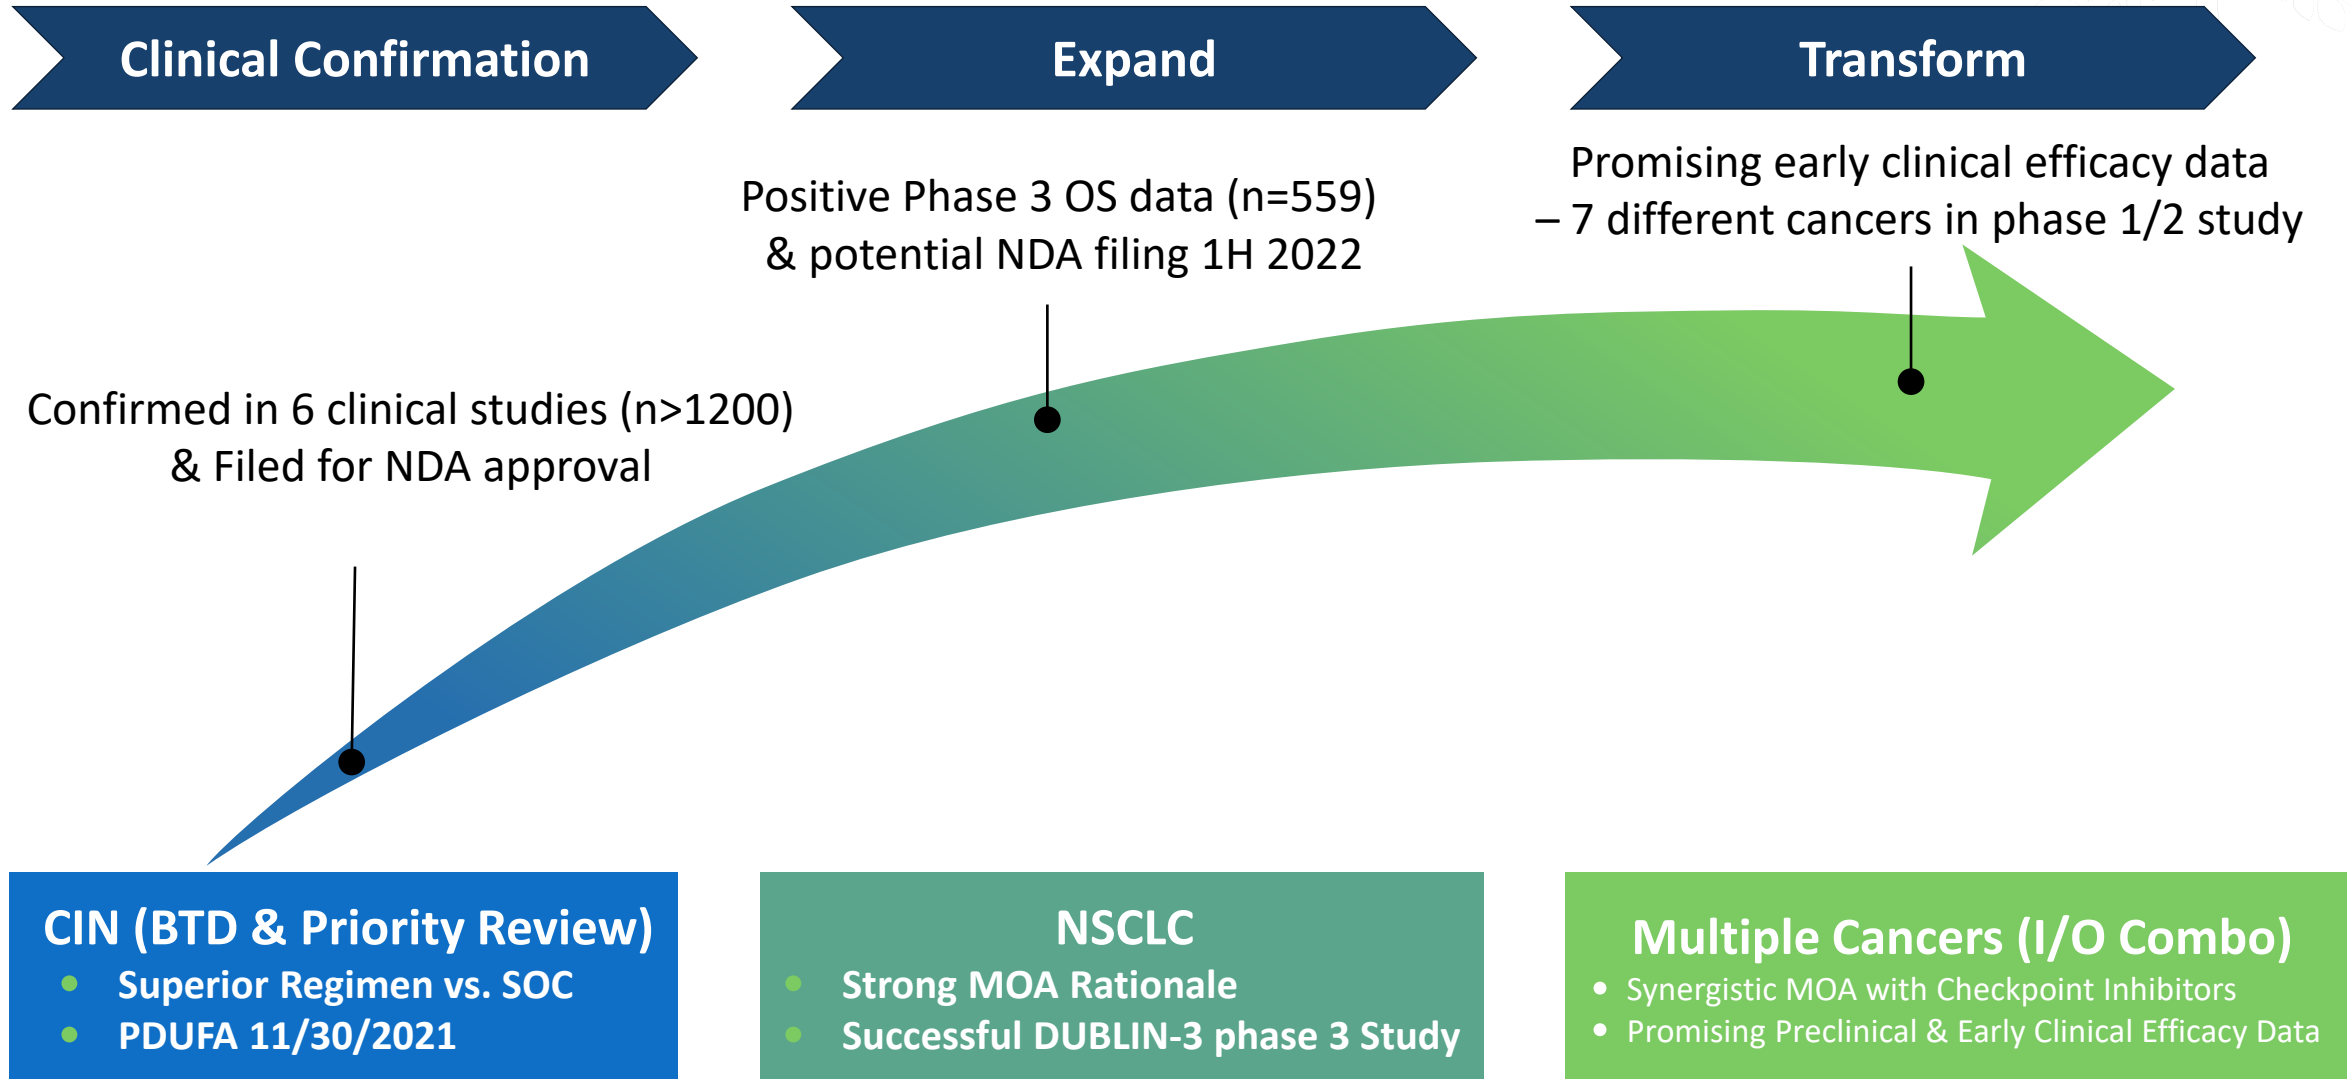 Clinical Confirmation
Expand
Transform
Confirmed in 6 clinical studies (n>1200)
& Filed for NDA approval
Positive Phase 3 OS data (n=559)
& potential NDA filing 1H 2022
Promising early clinical efficacy data
– 7 different cancers in phase 1/2 study
CIN (BTD & Priority Review)
• Superior Regimen vs. SOC
• PDUFA 11/30/2021
NSCLC
• Strong MOA Rationale
• Successful DUBLIN-3 phase 3 Study
Multiple Cancers (I/O Combo)
• Synergistic MOA with Checkpoint Inhibitors
• Promising Preclinical & Early Clinical Efficacy Data